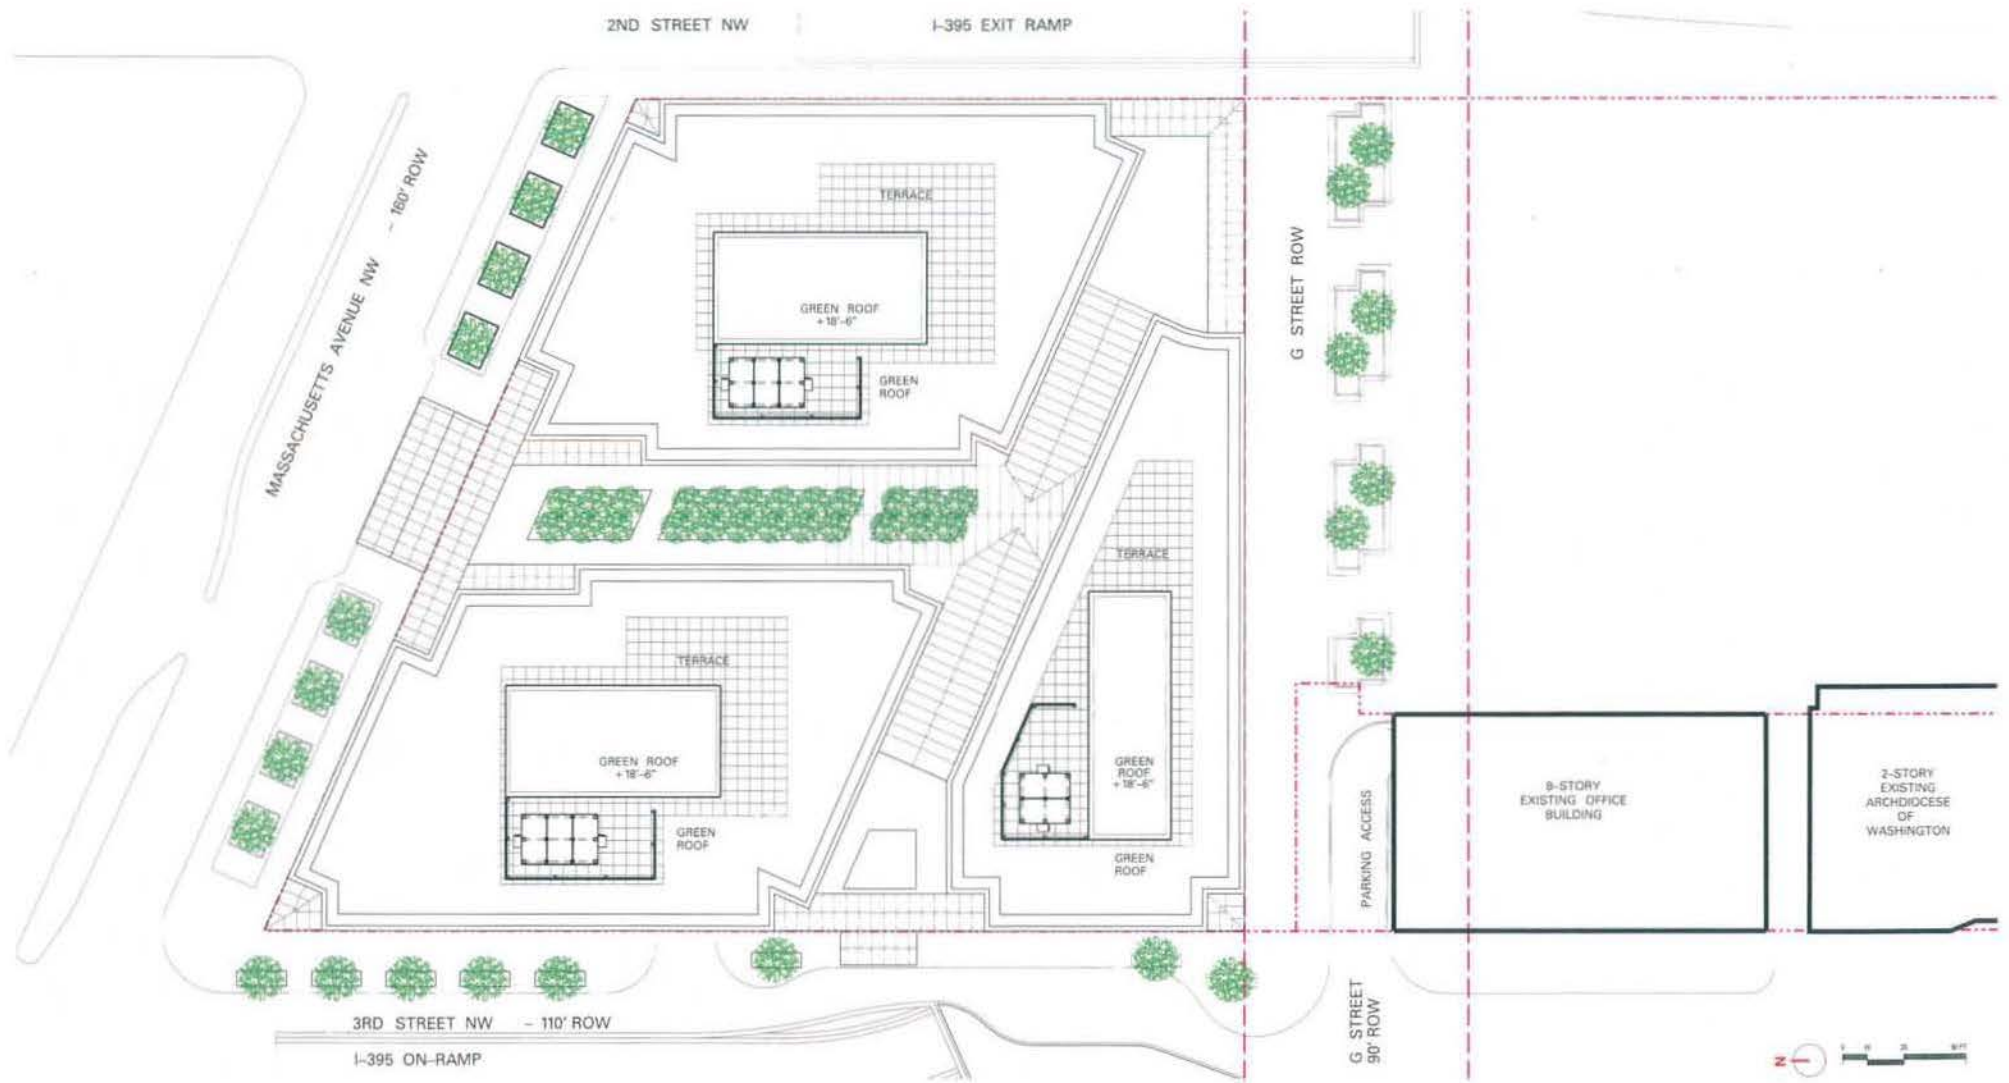 2ND STREET NW
I-395 EXIT RAMP
MASSACHUSETTS AVENUE NW - 160' ROW
TERRACE
GREEN ROOF
+18'-6"
GREEN
ROOF
G STREET ROW
TERRACE
TERRACE
GREEN ROOF
+18'-6"
GREEN
ROOF
GREEN
ROOF
+18'-6"
GREEN
ROOF
PARKING ACCESS
8-STORY
EXISTING OFFICE
BUILDING
2-STORY
EXISTING
ARCHDIOCESE
OF
WASHINGTON
3RD STREET NW - 110' ROW
I-395 ON-RAMP
G STREET
90' ROW
N